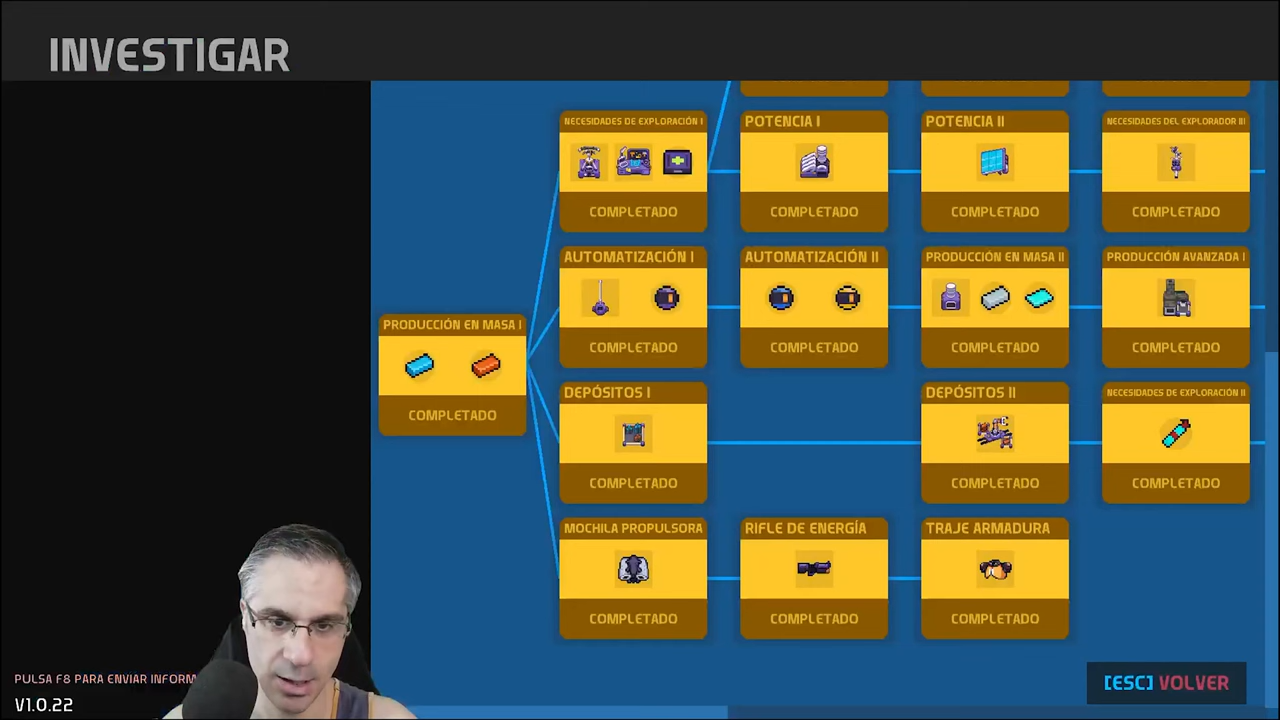 INVESTIGAR
NECESIDADES DE EXPLORACIÓN I
POTENCIA I
POTENCIA II
NECESIDADES DEL EXPLORADOR III
COMPLETADO
COMPLETADO
COMPLETADO
COMPLETADO
AUTOMATIZACIÓN I
AUTOMATIZACIÓN II
PRODUCCIÓN EN MASA II
PRODUCCIÓN AVANZADA I
COMPLETADO
COMPLETADO
COMPLETADO
COMPLETADO
PRODUCCIÓN EN MASA I
COMPLETADO
DEPÓSITOS I
DEPÓSITOS II
NECESIDADES DE EXPLORACIÓN II
COMPLETADO
COMPLETADO
COMPLETADO
MOCHILA PROPULSORA
RIFLE DE ENERGÍA
TRAJE ARMADURA
COMPLETADO
COMPLETADO
COMPLETADO
PULSA F8 PARA ENVIAR INFORM
V1.0.22
[ESC] VOLVER